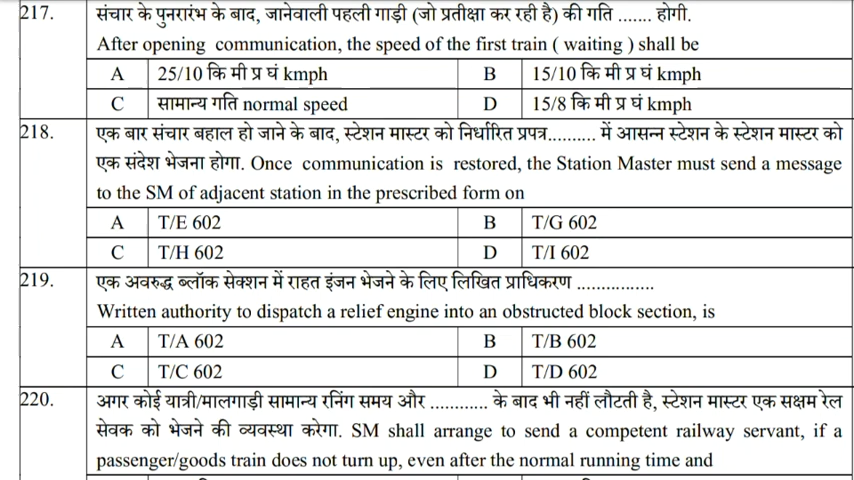 217. संचार के पुनरारंभ के बाद, जानेवाली पहली गाड़ी (जो प्रतीक्षा कर रही है) की गति ....... होगी.
After opening communication, the speed of the first train ( waiting ) shall be
A 25/10 कि मी प्र घं kmph B 15/10 कि मी प्र घं kmph
C सामान्य गति normal speed D 15/8 कि मी प्र घं kmph
218. एक बार संचार बहाल हो जाने के बाद, स्टेशन मास्टर को निर्धारित प्रपत्र.......... में आसन्न स्टेशन के स्टेशन मास्टर को
एक संदेश भेजना होगा. Once communication is restored, the Station Master must send a message
to the SM of adjacent station in the prescribed form on
A T/E 602 B T/G 602
C T/H 602 D T/I 602
219. एक अवरुद्ध ब्लॉक सेक्शन में राहत इंजन भेजने के लिए लिखित प्राधिकरण ................
Written authority to dispatch a relief engine into an obstructed block section, is
A T/A 602 B T/B 602
C T/C 602 D T/D 602
220. अगर कोई यात्री/मालगाड़ी सामान्य रनिंग समय और ............ के बाद भी नहीं लौटती है, स्टेशन मास्टर एक सक्षम रेल
सेवक को भेजने की व्यवस्था करेगा. SM shall arrange to send a competent railway servant, if a
passenger/goods train does not turn up, even after the normal running time and